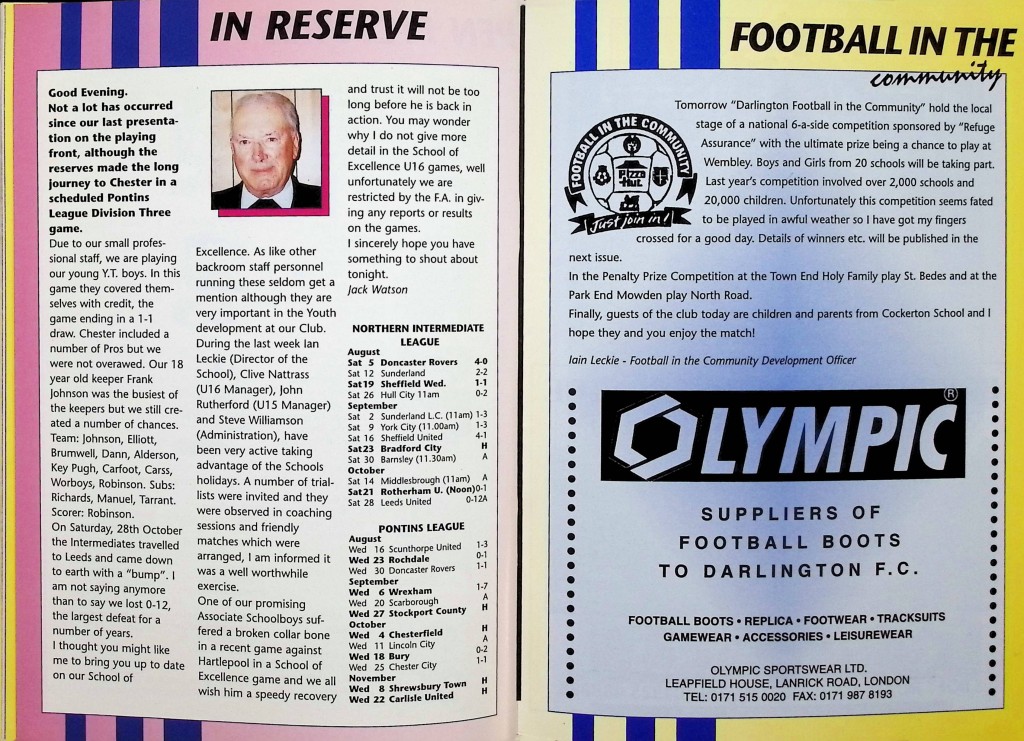 IN RESERVE
Good Evening.
Not a lot has occurred
since our last presenta-
tion on the playing
front, although the
reserves made the long
journey to Chester in a
scheduled Pontins
League Division Three
game.
Due to our small profes-
sional staff, we are playing
our young Y.T. boys. In this
game they covered them-
selves with credit, the
game ending in a 1-1
draw. Chester included a
number of Pros but we
were not overawed. Our 18
year old keeper Frank
Johnson was the busiest of
the keepers but we still cre-
ated a number of chances.
Team: Johnson, Elliott,
Brumwell, Dann, Alderson,
Key Pugh, Carfoot, Carss,
Worboys, Robinson. Subs:
Richards, Manuel, Tarrant.
Scorer: Robinson.
On Saturday, 28th October
the Intermediates travelled
to Leeds and came down
to earth with a "bump". I
am not saying anymore
than to say we lost 0-12,
the largest defeat for a
number of years.
I thought you might like
me to bring you up to date
on our School of
Excellence. As like other
backroom staff personnel
running these seldom get a
mention although they are
very important in the Youth
development at our Club.
During the last week Ian
Leckie (Director of the
School), Clive Nattrass
(U16 Manager), John
Rutherford (U15 Manager)
and Steve Williamson
(Administration), have
been very active taking
advantage of the Schools
holidays. A number of trial-
lists were invited and they
were observed in coaching
sessions and friendly
matches which were
arranged, I am informed it
was a well worthwhile
exercise.
One of our promising
Associate Schoolboys suf-
fered a broken collar bone
in a recent game against
Hartlepool in a School of
Excellence game and we all
wish him a speedy recovery
and trust it will not be too
long before he is back in
action. You may wonder
why I do not give more
detail in the School of
Excellence U16 games, well
unfortunately we are
restricted by the F.A. in giv-
ing any reports or results
on the games.
I sincerely hope you have
something to shout about
tonight.
Jack Watson
NORTHERN INTERMEDIATE
LEAGUE
August
Sat 5 Doncaster Rovers 4-0
Sat 12 Sunderland 2-2
Sat19 Sheffield Wed. 1-1
Sat 26 Hull City 11am 0-2
September
Sat 2 Sunderland L.C. (11am) 1-3
Sat 9 York City (11.00am) 1-3
Sat 16 Sheffield United 4-1
Sat23 Bradford City H
Sat 30 Barnsley (11.30am) A
October
Sat 14 Middlesbrough (11am) A
Sat21 Rotherham U. (Noon)0-1
Sat 28 Leeds United 0-12A
PONTINS LEAGUE
August
Wed 16 Scunthorpe United 1-3
Wed 23 Rochdale 0-1
Wed 30 Doncaster Rovers 1-1
September
Wed 6 Wrexham 1-7
Wed 20 Scarborough A
Wed 27 Stockport County H
October
Wed 4 Chesterfield H
Wed 11 Lincoln City A
Wed 18 Bury 0-2
Wed 25 Chester City 1-1
November
Wed 8 Shrewsbury Town H
Wed 22 Carlisle United H
FOOTBALL IN THE
community
FOOTBALL IN THE COMMUNITY
Pizza
Hut
Just join in!
Tomorrow "Darlington Football in the Community" hold the local
stage of a national 6-a-side competition sponsored by "Refuge
Assurance" with the ultimate prize being a chance to play at
Wembley. Boys and Girls from 20 schools will be taking part.
Last year's competition involved over 2,000 schools and
20,000 children. Unfortunately this competition seems fated
to be played in awful weather so I have got my fingers
crossed for a good day. Details of winners etc. will be published in the
next issue.
In the Penalty Prize Competition at the Town End Holy Family play St. Bedes and at the
Park End Mowden play North Road.
Finally, guests of the club today are children and parents from Cockerton School and I
hope they and you enjoy the match!
Iain Leckie - Football in the Community Development Officer
OLYMPIC®
SUPPLIERS OF
FOOTBALL BOOTS
TO DARLINGTON F.C.
FOOTBALL BOOTS • REPLICA • FOOTWEAR • TRACKSUITS
GAMEWEAR • ACCESSORIES • LEISUREWEAR
OLYMPIC SPORTSWEAR LTD.
LEAPFIELD HOUSE, LANRICK ROAD, LONDON
TEL: 0171 515 0020 FAX: 0171 987 8193